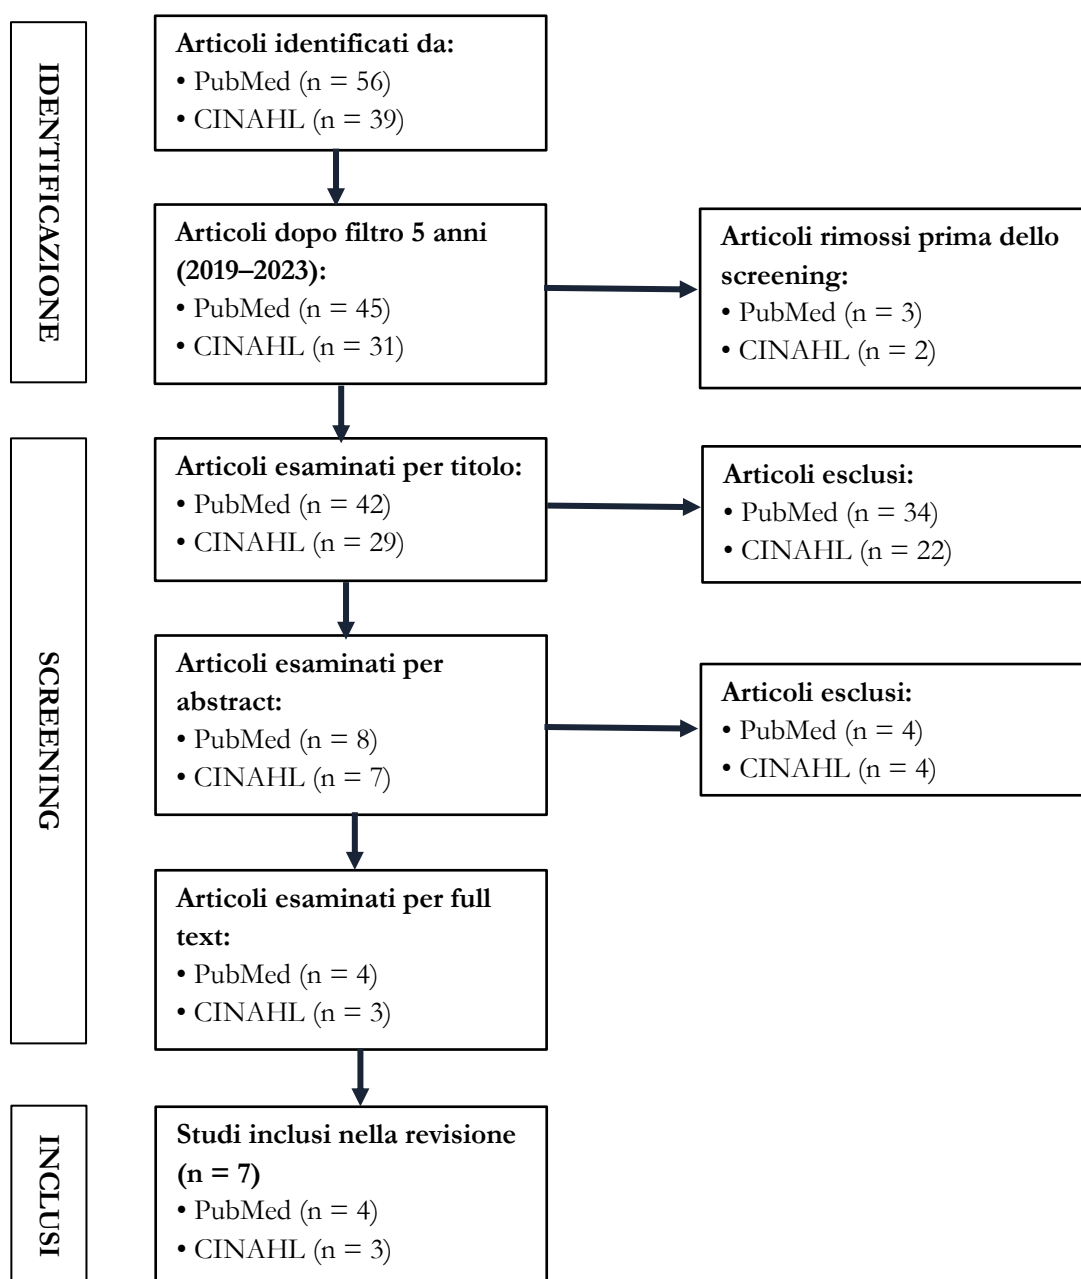 IDENTIFICAZIONE
Articoli identificati da:
• PubMed (n = 56)
• CINAHL (n = 39)
Articoli dopo filtro 5 anni
(2019–2023):
• PubMed (n = 45)
• CINAHL (n = 31)
Articoli rimossi prima dello
screening:
• PubMed (n = 3)
• CINAHL (n = 2)
SCREENING
Articoli esaminati per titolo:
• PubMed (n = 42)
• CINAHL (n = 29)
Articoli esclusi:
• PubMed (n = 34)
• CINAHL (n = 22)
Articoli esaminati per
abstract:
• PubMed (n = 8)
• CINAHL (n = 7)
Articoli esclusi:
• PubMed (n = 4)
• CINAHL (n = 4)
Articoli esaminati per full
text:
• PubMed (n = 4)
• CINAHL (n = 3)
INCLUSI
Studi inclusi nella revisione
(n = 7)
• PubMed (n = 4)
• CINAHL (n = 3)